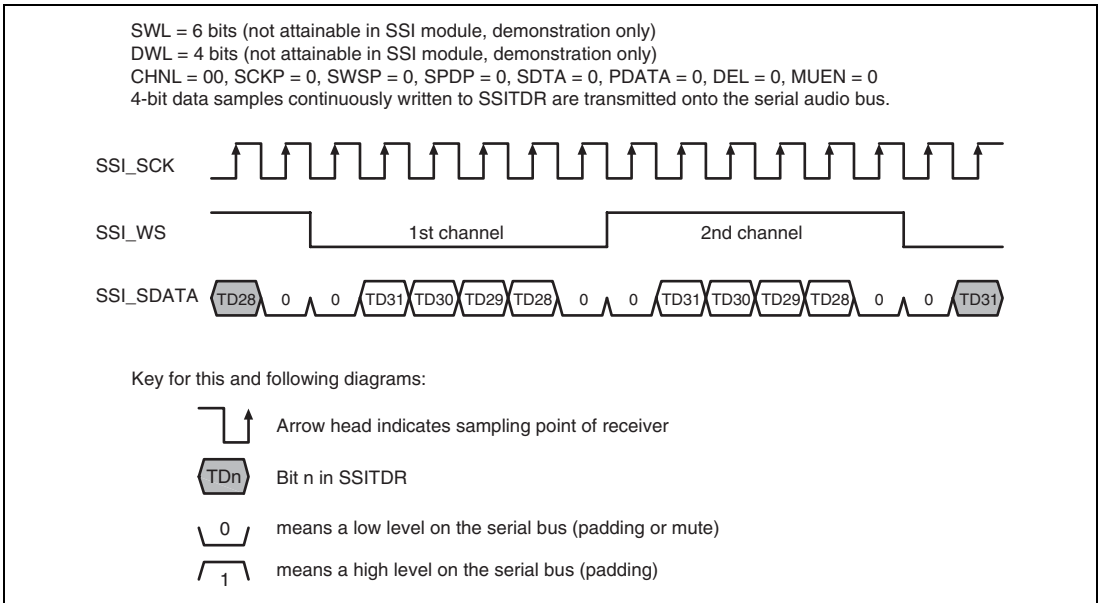 SWL = 6 bits (not attainable in SSI module, demonstration only)
DWL = 4 bits (not attainable in SSI module, demonstration only)
CHNL = 00, SCKP = 0, SWSP = 0, SPDP = 0, SDTA = 0, PDATA = 0, DEL = 0, MUEN = 0
4-bit data samples continuously written to SSITDR are transmitted onto the serial audio bus.
SSI_SCK
SSI_WS 1st channel 2nd channel
SSI_SDATA TD28 0 0 TD31 TD30 TD29 TD28 0 0 TD31 TD30 TD29 TD28 0 0 TD31
Key for this and following diagrams:
Arrow head indicates sampling point of receiver
TDn Bit n in SSITDR
0 means a low level on the serial bus (padding or mute)
1 means a high level on the serial bus (padding)